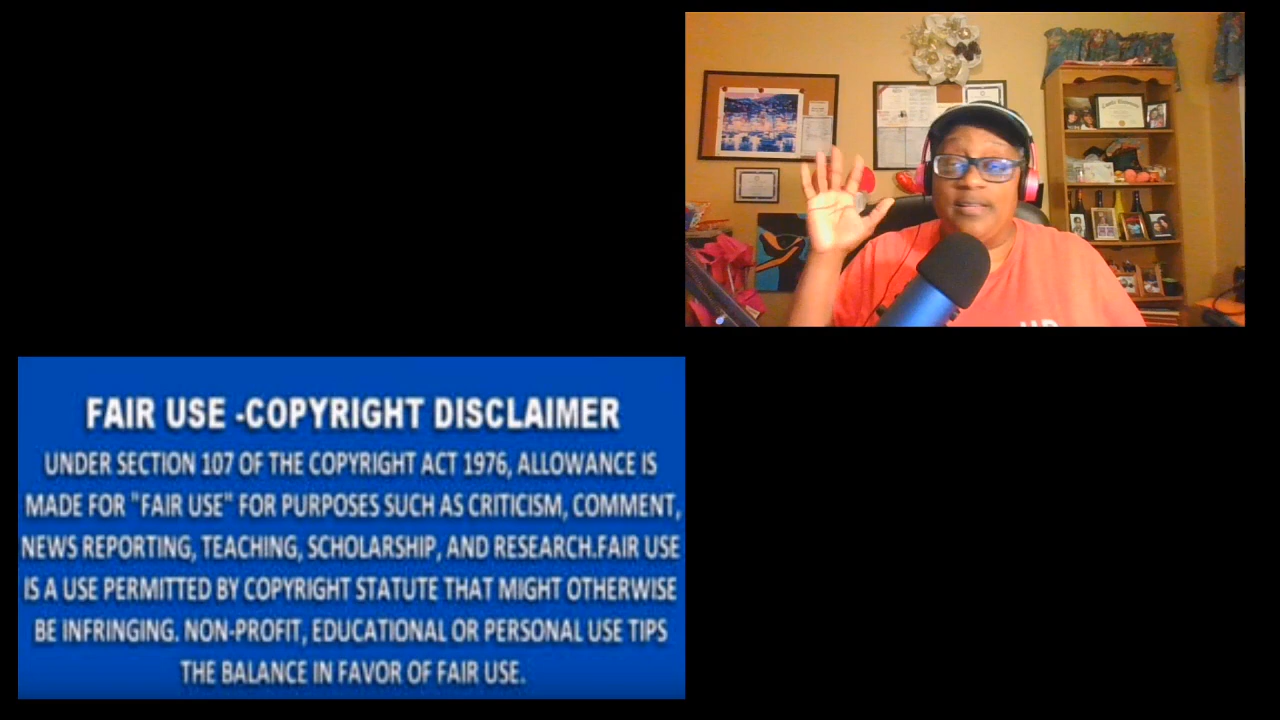 FAIR USE -COPYRIGHT DISCLAIMER
UNDER SECTION 107 OF THE COPYRIGHT ACT 1976, ALLOWANCE IS
MADE FOR "FAIR USE" FOR PURPOSES SUCH AS CRITICISM, COMMENT,
NEWS REPORTING, TEACHING, SCHOLARSHIP, AND RESEARCH.FAIR USE
IS A USE PERMITTED BY COPYRIGHT STATUTE THAT MIGHT OTHERWISE
BE INFRINGING. NON-PROFIT, EDUCATIONAL OR PERSONAL USE TIPS
THE BALANCE IN FAVOR OF FAIR USE.